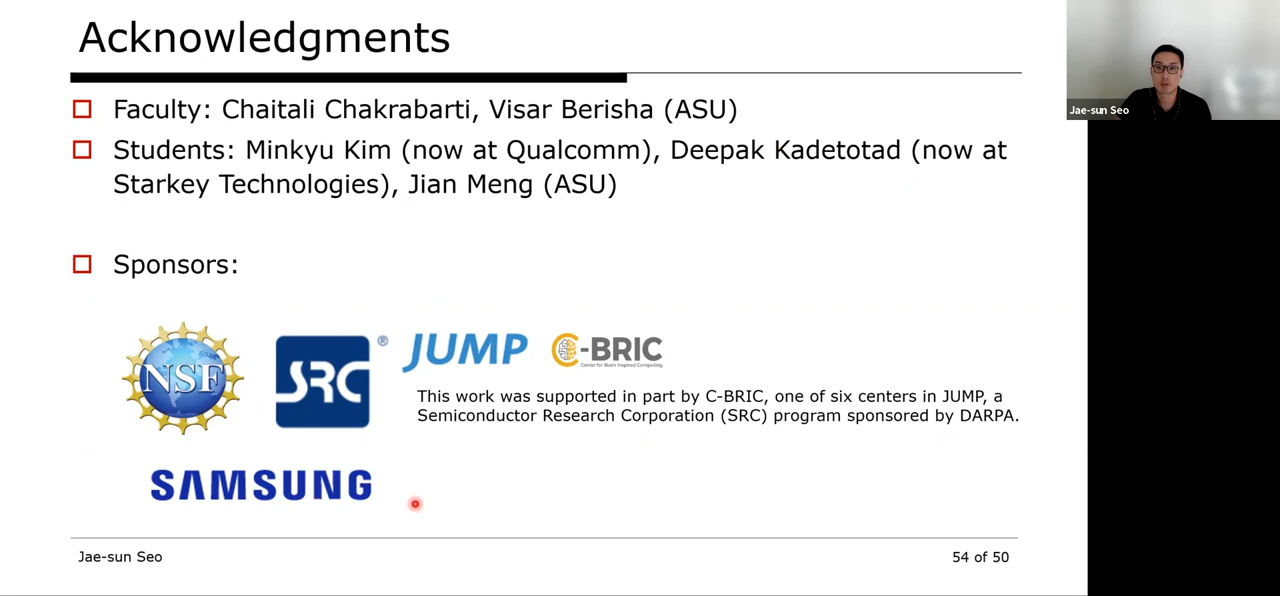 Acknowledgments
Jae-sun Seo
Faculty: Chaitali Chakrabarti, Visar Berisha (ASU)
Students: Minkyu Kim (now at Qualcomm), Deepak Kadetotad (now at
Starkey Technologies), Jian Meng (ASU)
Sponsors:
NSF
SRC®
JUMP
C-BRIC
Center for Brain Inspired Computing
This work was supported in part by C-BRIC, one of six centers in JUMP, a
Semiconductor Research Corporation (SRC) program sponsored by DARPA.
SAMSUNG
Jae-sun Seo
54 of 50